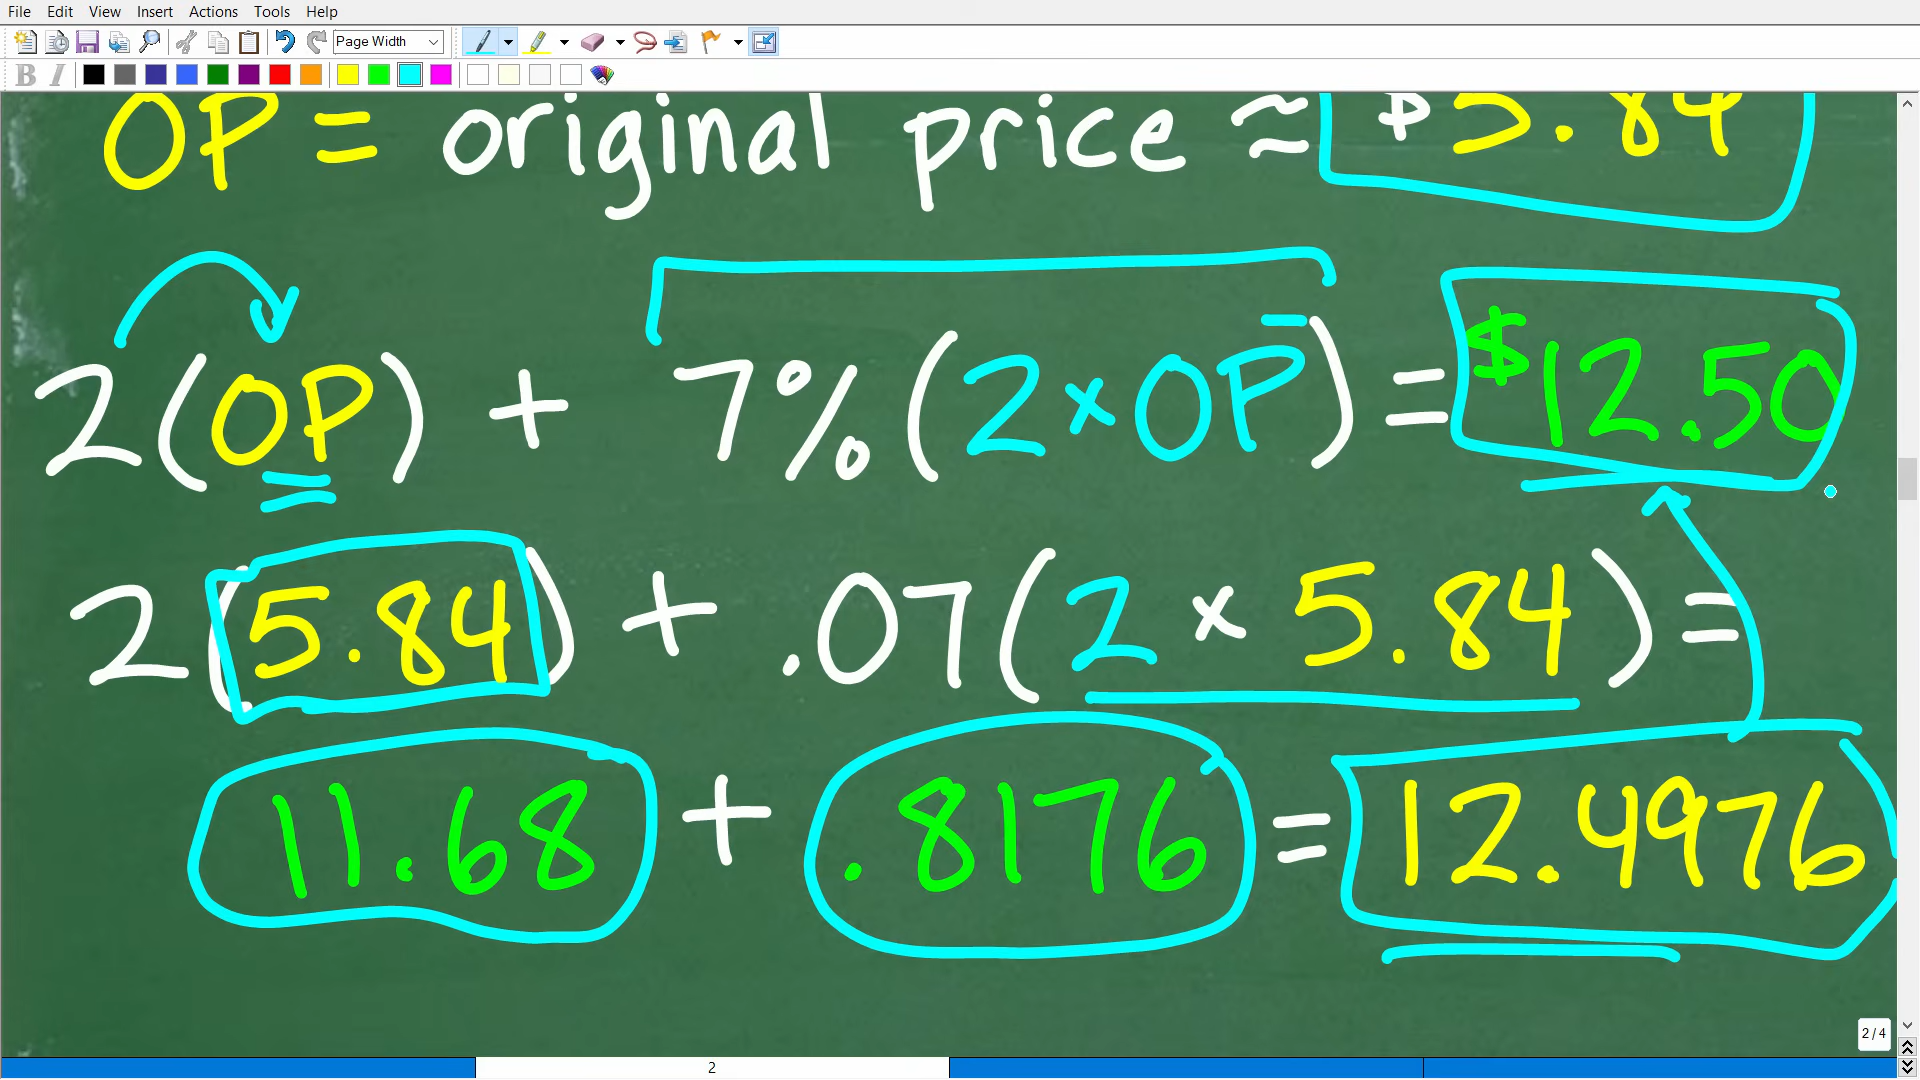 File Edit View Insert Actions Tools Help
Page Width
B I
OP = original price ≈ $5.84
2(OP) + 7%(2×OP) = $12.50
2(5.84) + .07(2 × 5.84) =
11.68 + .8176 = 12.4976
2 / 4
2